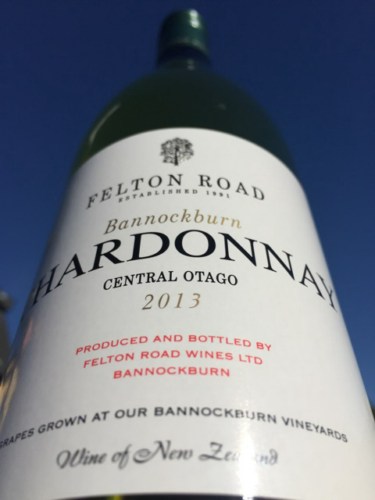 FELTON ROAD
ESTABLISHED 1991
Bannockburn
CHARDONNAY
CENTRAL OTAGO
2013
PRODUCED AND BOTTLED BY
FELTON ROAD WINES LTD
BANNOCKBURN
GRAPES GROWN AT OUR BANNOCKBURN VINEYARDS
Wine of New Zealand